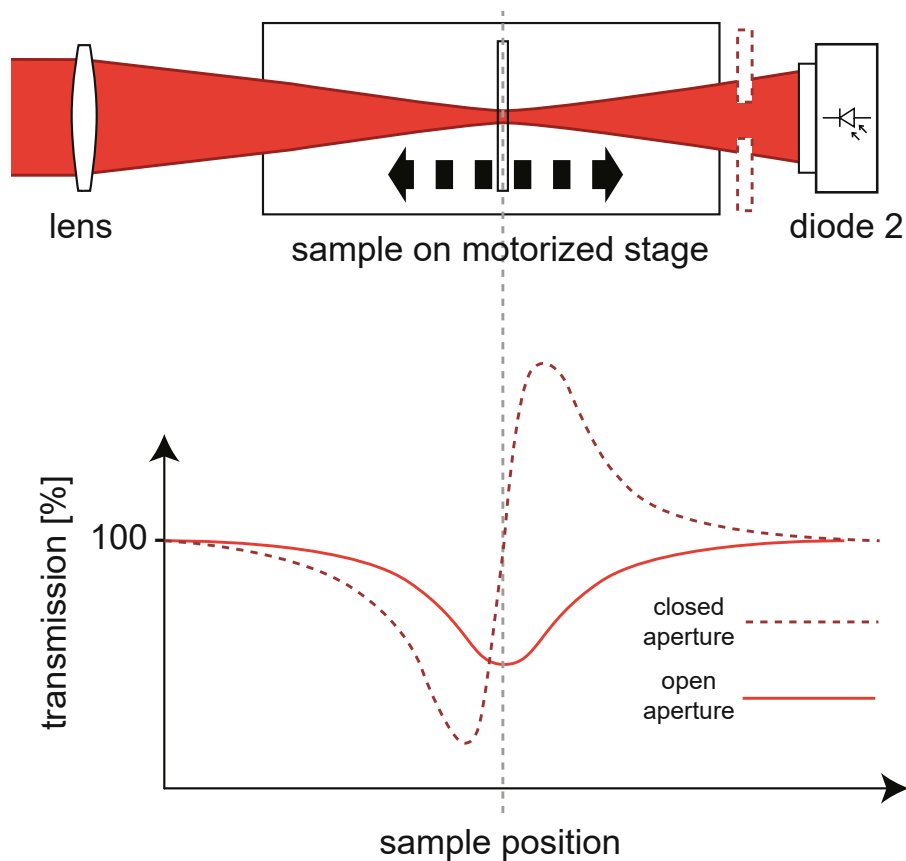 lens
diode 2
sample on motorized stage
transmission [%]
100
closed
aperture
open
aperture
sample position